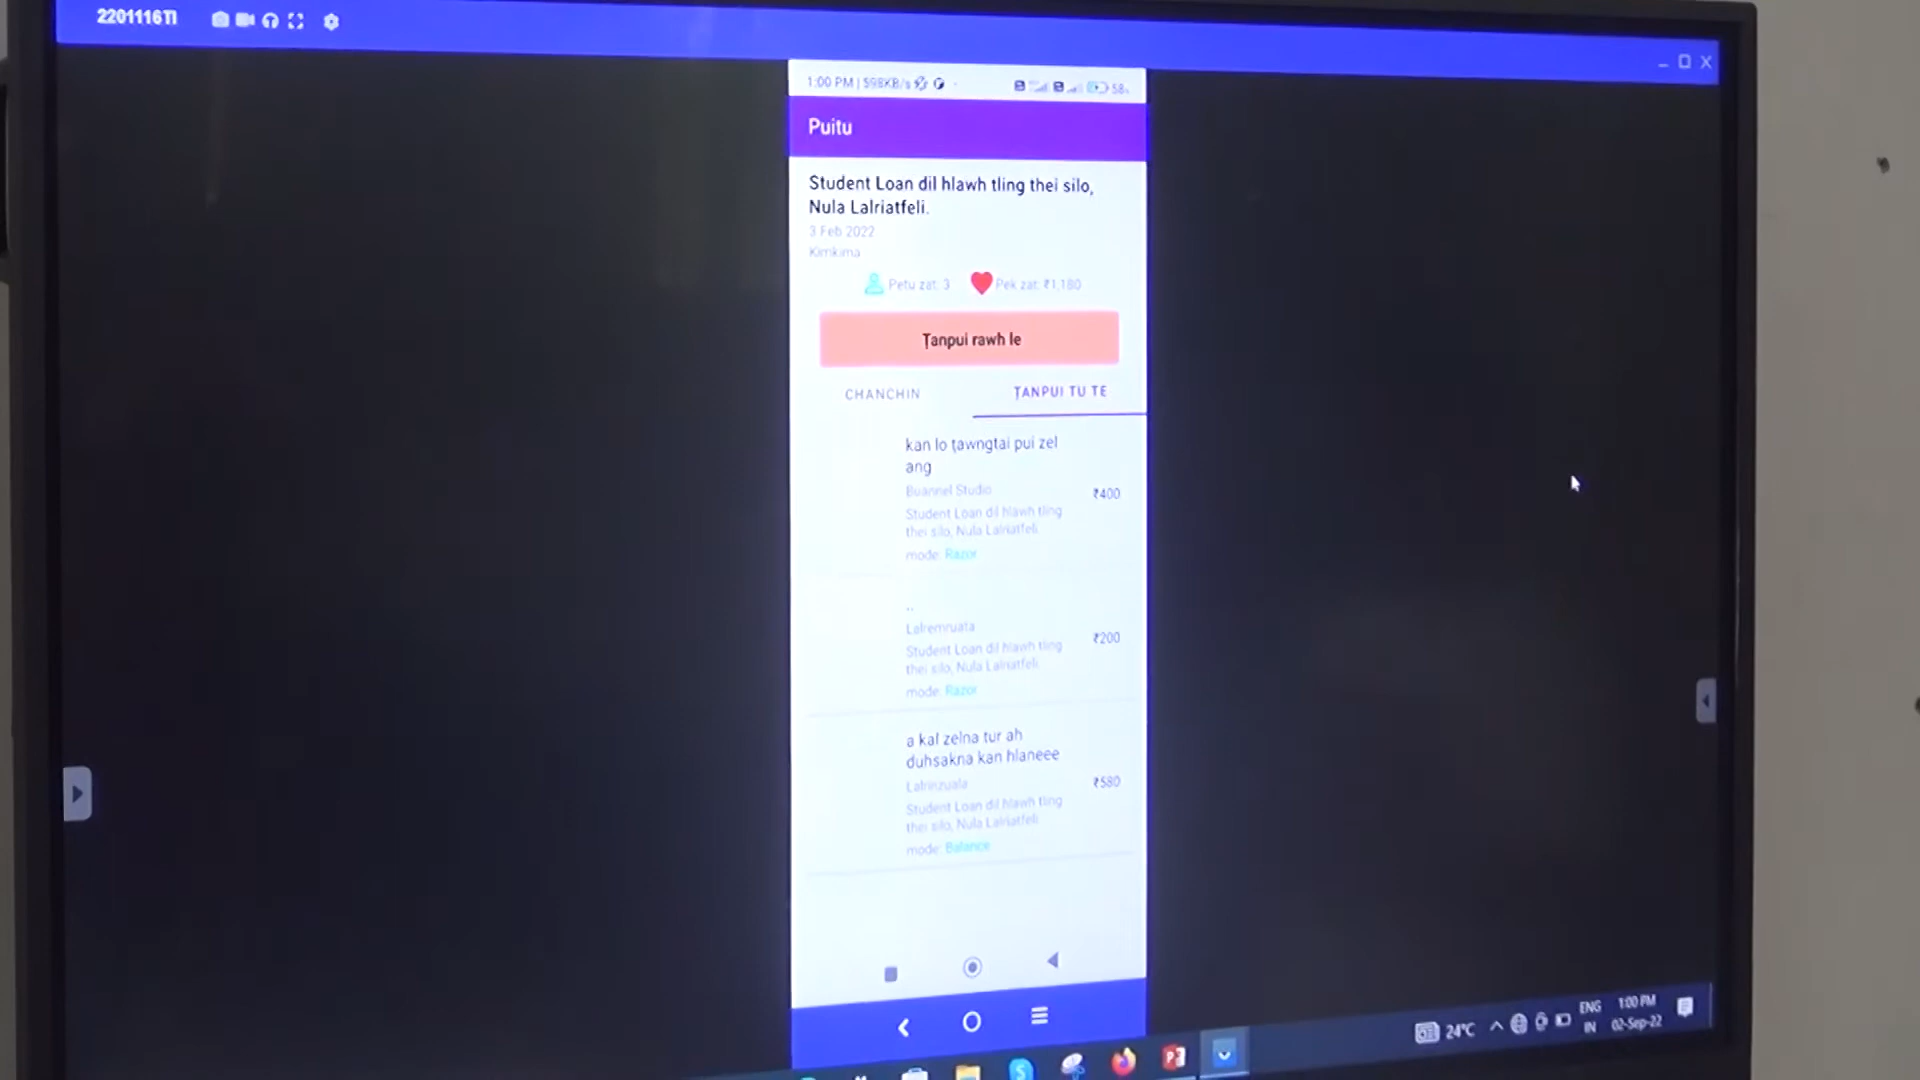 2201116TI
1:00 PM | 598KB/s
58
Puitu
Student Loan dil hlawh tling thei silo,
Nula Lalriatfeli.
3 Feb 2022
Kimkima
Petu zat: 3
Pek zat: ₹1,180
Ṭanpui rawh le
CHANCHIN
ṬANPUI TU TE
kan lo ṭawngtai pui zel
ang
Buannel Studio
₹400
Student Loan dil hlawh tling
thei silo, Nula Lalriatfeli.
mode: Razor
..
Lalremruata
₹200
Student Loan dil hlawh tling
thei silo, Nula Lalriatfeli.
mode: Razor
a kal zelna tur ah
duhsakna kan hlaneee
Lalrinzuala
₹580
Student Loan dil hlawh tling
thei silo, Nula Lalriatfeli.
mode: Balance
24°C
ENG
IN
1:00 PM
02-Sep-22